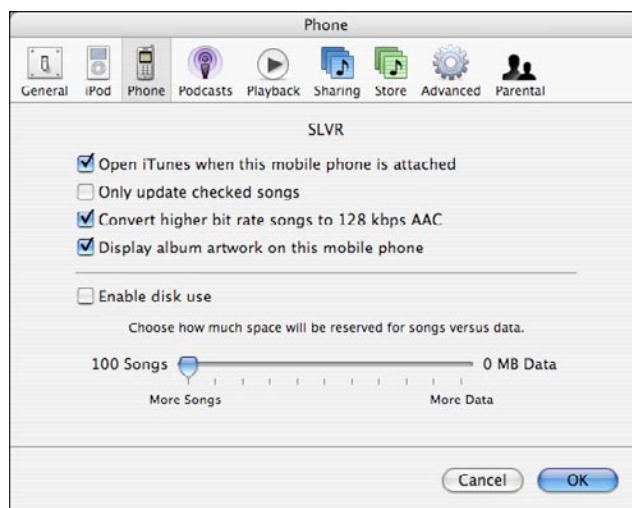 Phone
General iPod Phone Podcasts Playback Sharing Store Advanced Parental
SLVR
Open iTunes when this mobile phone is attached
Only update checked songs
Convert higher bit rate songs to 128 kbps AAC
Display album artwork on this mobile phone
Enable disk use
Choose how much space will be reserved for songs versus data.
100 Songs 0 MB Data
More Songs More Data
Cancel OK